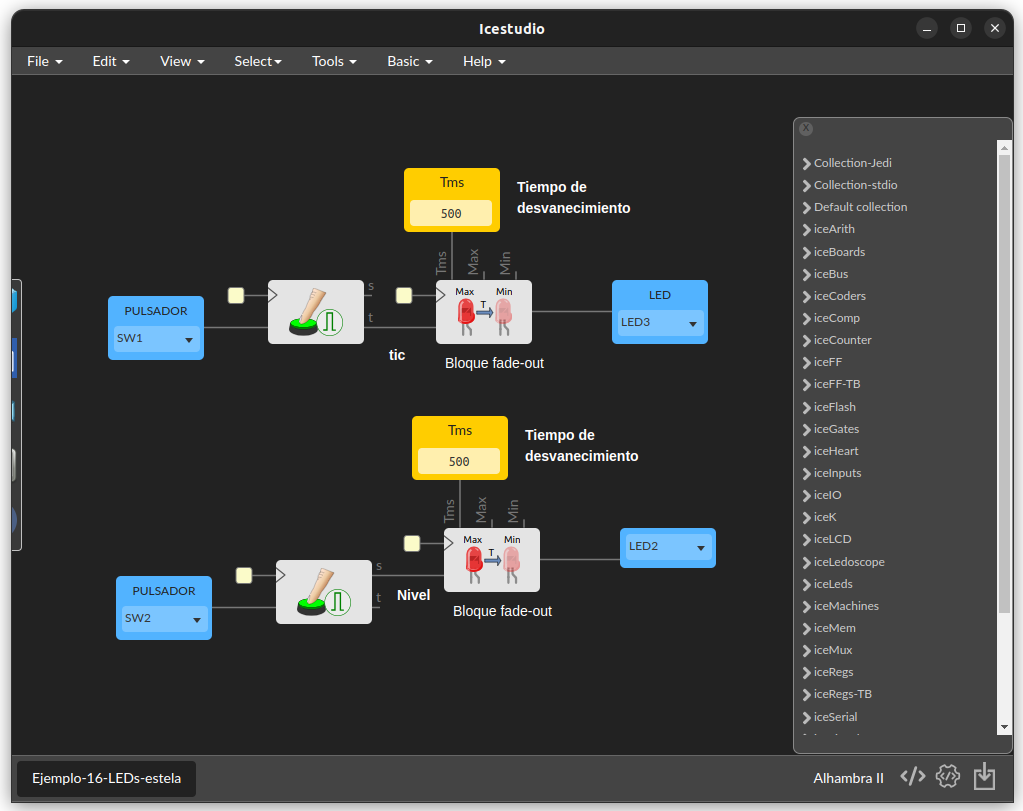 Icestudio
File
Edit
View
Select
Tools
Basic
Help
X
Tms
500
Tiempo de
desvanecimiento
Tms
Max
Min
PULSADOR
SW1
s
t
tic
Max
Min
T
Bloque fade-out
LED
LED3
Tms
500
Tiempo de
desvanecimiento
Tms
Max
Min
PULSADOR
SW2
s
t
Nivel
Max
Min
T
Bloque fade-out
LED2
Collection-Jedi
Collection-stdio
Default collection
iceArith
iceBoards
iceBus
iceCoders
iceComp
iceCounter
iceFF
iceFF-TB
iceFlash
iceGates
iceHeart
iceInputs
iceIO
iceK
iceLCD
iceLedoscope
iceLeds
iceMachines
iceMem
iceMux
iceRegs
iceRegs-TB
iceSerial
Ejemplo-16-LEDs-estela
Alhambra II